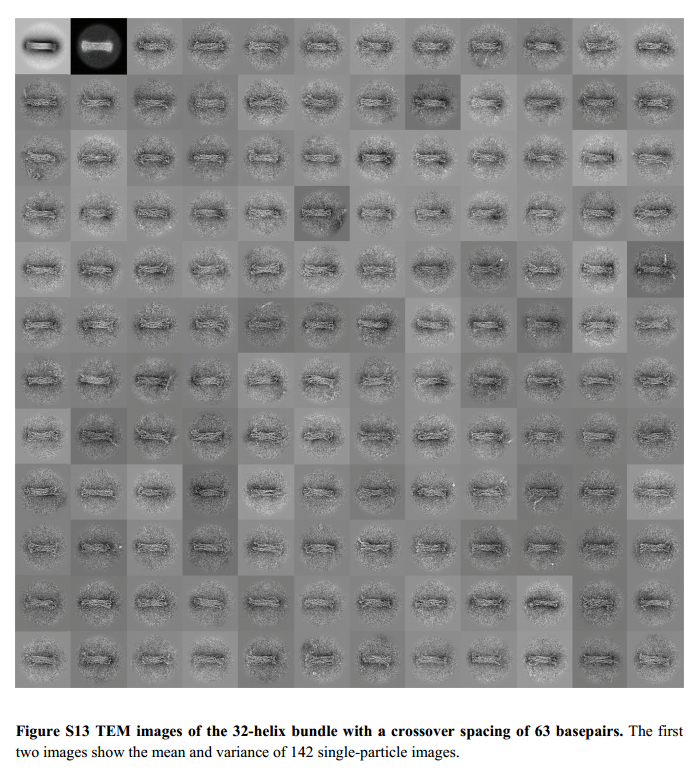 Figure S13 TEM images of the 32-helix bundle with a crossover spacing of 63 basepairs. The first
two images show the mean and variance of 142 single-particle images.